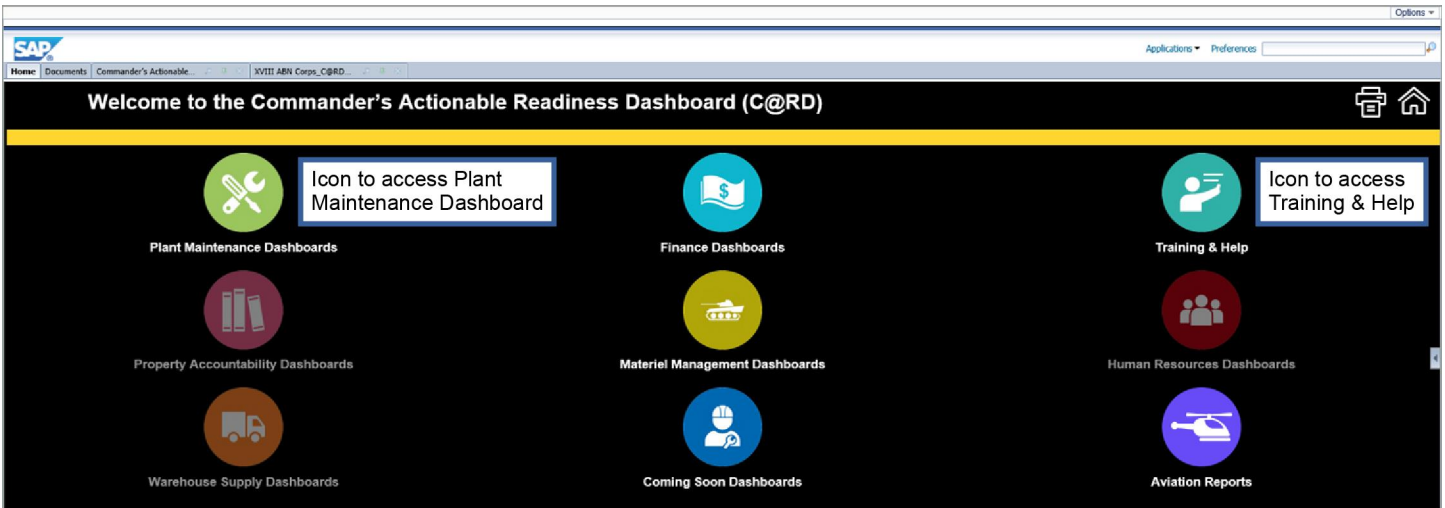 Options
SAP
Applications Preferences
Home Documents Commander's Actionable... XVIII ABN Corps_C@RD...
Welcome to the Commander's Actionable Readiness Dashboard (C@RD)
Icon to access Plant
Maintenance Dashboard
$
Icon to access
Training & Help
Plant Maintenance Dashboards
Finance Dashboards
Training & Help
Property Accountability Dashboards
Materiel Management Dashboards
Human Resources Dashboards
Warehouse Supply Dashboards
Coming Soon Dashboards
Aviation Reports